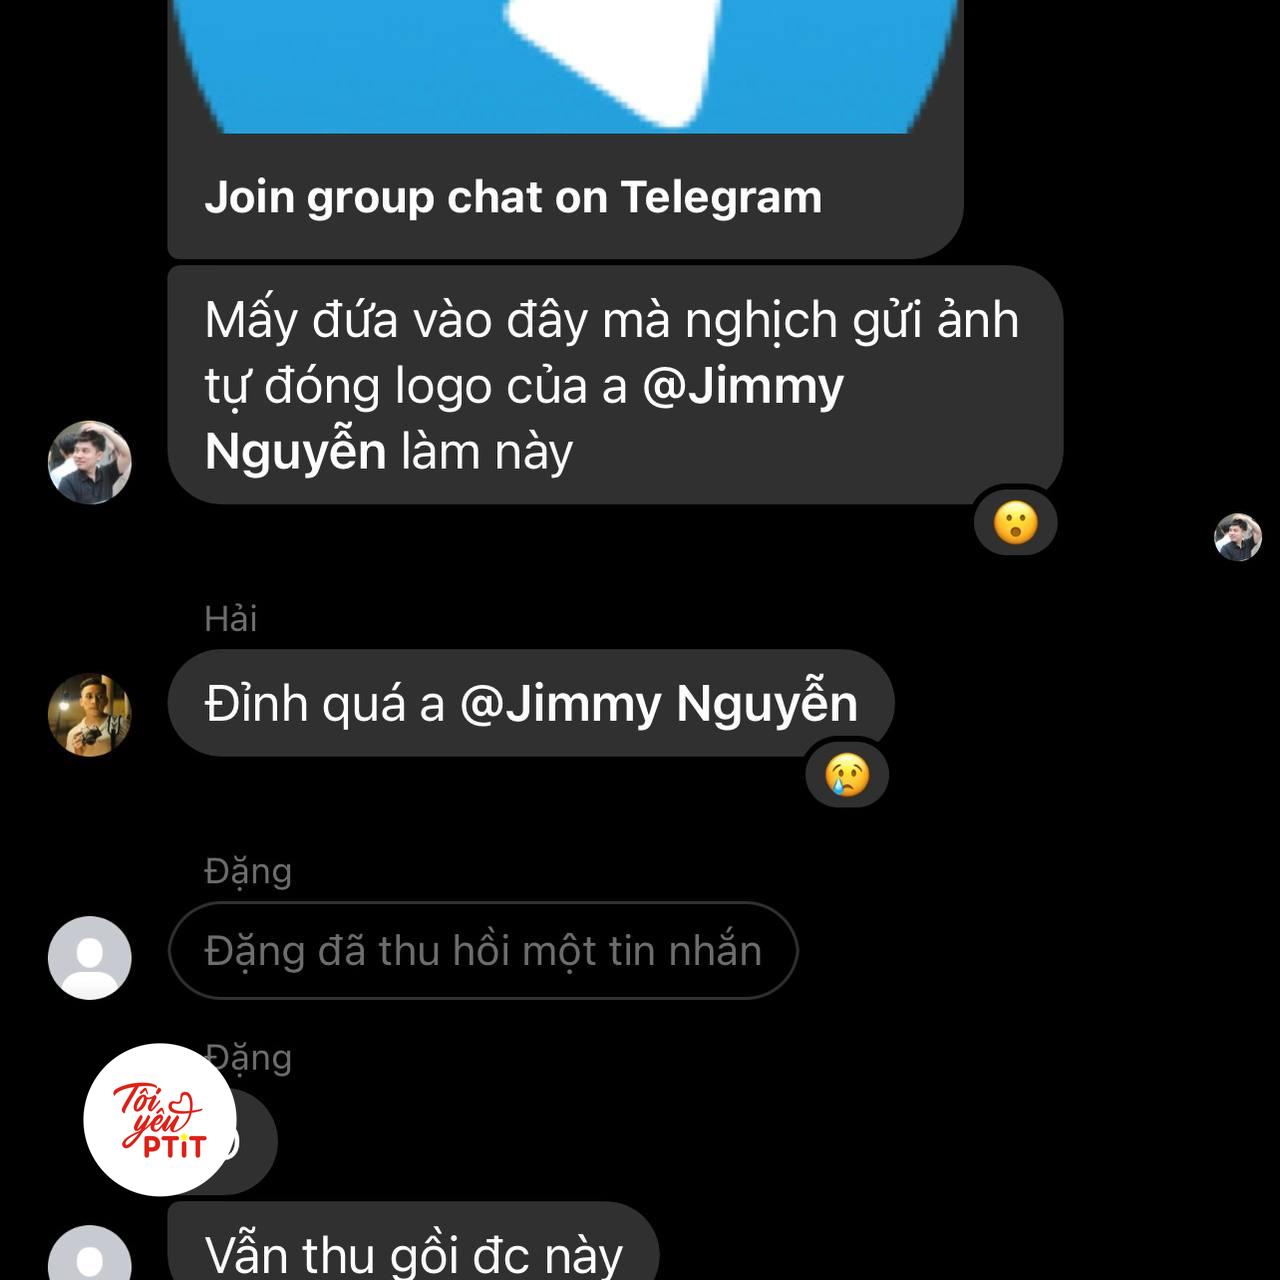 Join group chat on Telegram
Mấy đứa vào đây mà nghịch gửi ảnh
tự đóng logo của a @Jimmy
Nguyễn làm này
Hải
Đỉnh quá a @Jimmy Nguyễn
Đặng
Đặng đã thu hồi một tin nhắn
Đặng
Tôi
yêu
PTiT
Vẫn thu gồi đc này